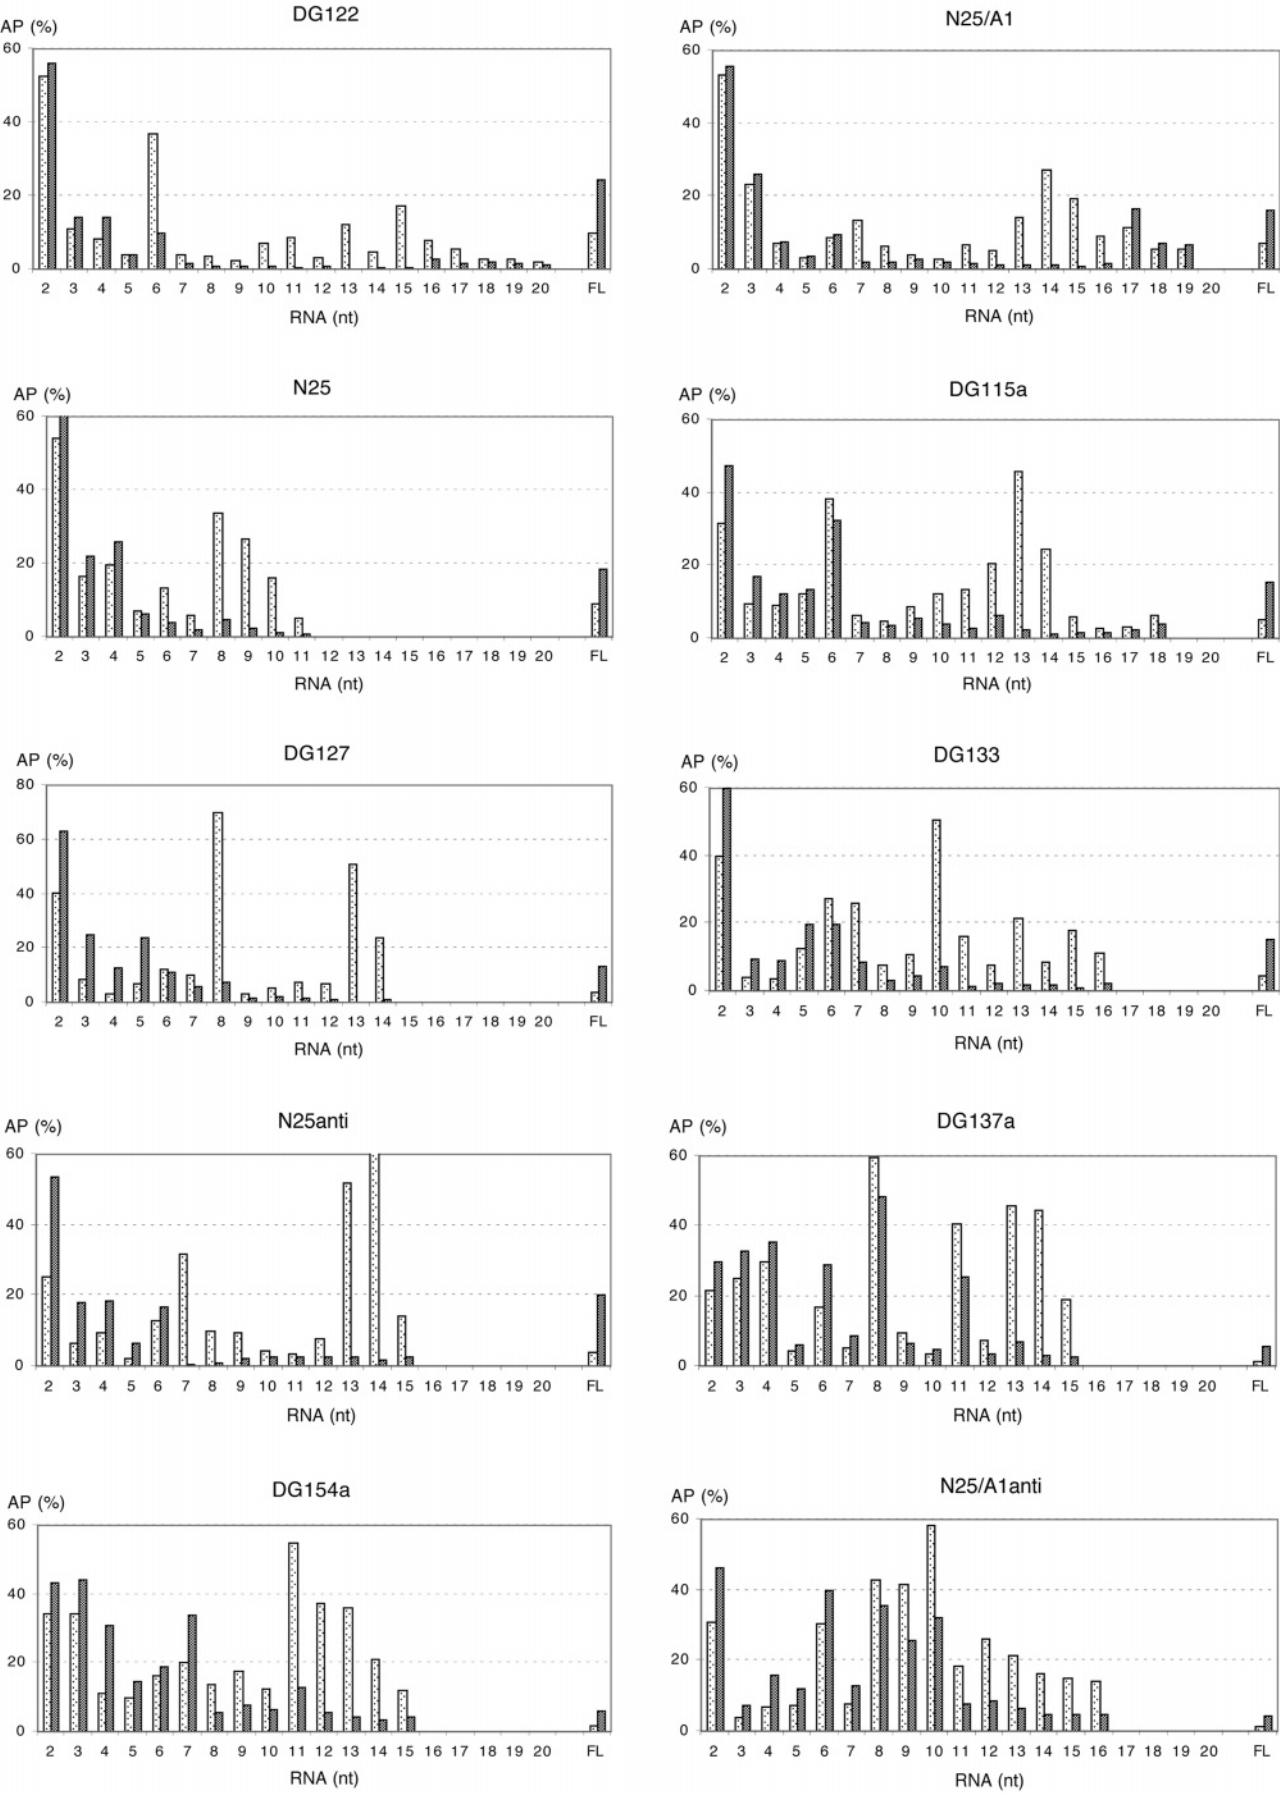 DG122
AP (%)
60
40
20
0
2 3 4 5 6 7 8 9 10 11 12 13 14 15 16 17 18 19 20 FL
RNA (nt)
N25/A1
AP (%)
60
40
20
0
2 3 4 5 6 7 8 9 10 11 12 13 14 15 16 17 18 19 20 FL
RNA (nt)
N25
AP (%)
60
40
20
0
2 3 4 5 6 7 8 9 10 11 12 13 14 15 16 17 18 19 20 FL
RNA (nt)
DG115a
AP (%)
60
40
20
0
2 3 4 5 6 7 8 9 10 11 12 13 14 15 16 17 18 19 20 FL
RNA (nt)
DG127
AP (%)
80
60
40
20
0
2 3 4 5 6 7 8 9 10 11 12 13 14 15 16 17 18 19 20 FL
RNA (nt)
DG133
AP (%)
60
40
20
0
2 3 4 5 6 7 8 9 10 11 12 13 14 15 16 17 18 19 20 FL
RNA (nt)
N25anti
AP (%)
60
40
20
0
2 3 4 5 6 7 8 9 10 11 12 13 14 15 16 17 18 19 20 FL
RNA (nt)
DG137a
AP (%)
60
40
20
0
2 3 4 5 6 7 8 9 10 11 12 13 14 15 16 17 18 19 20 FL
RNA (nt)
DG154a
AP (%)
60
40
20
0
2 3 4 5 6 7 8 9 10 11 12 13 14 15 16 17 18 19 20 FL
RNA (nt)
N25/A1anti
AP (%)
60
40
20
0
2 3 4 5 6 7 8 9 10 11 12 13 14 15 16 17 18 19 20 FL
RNA (nt)